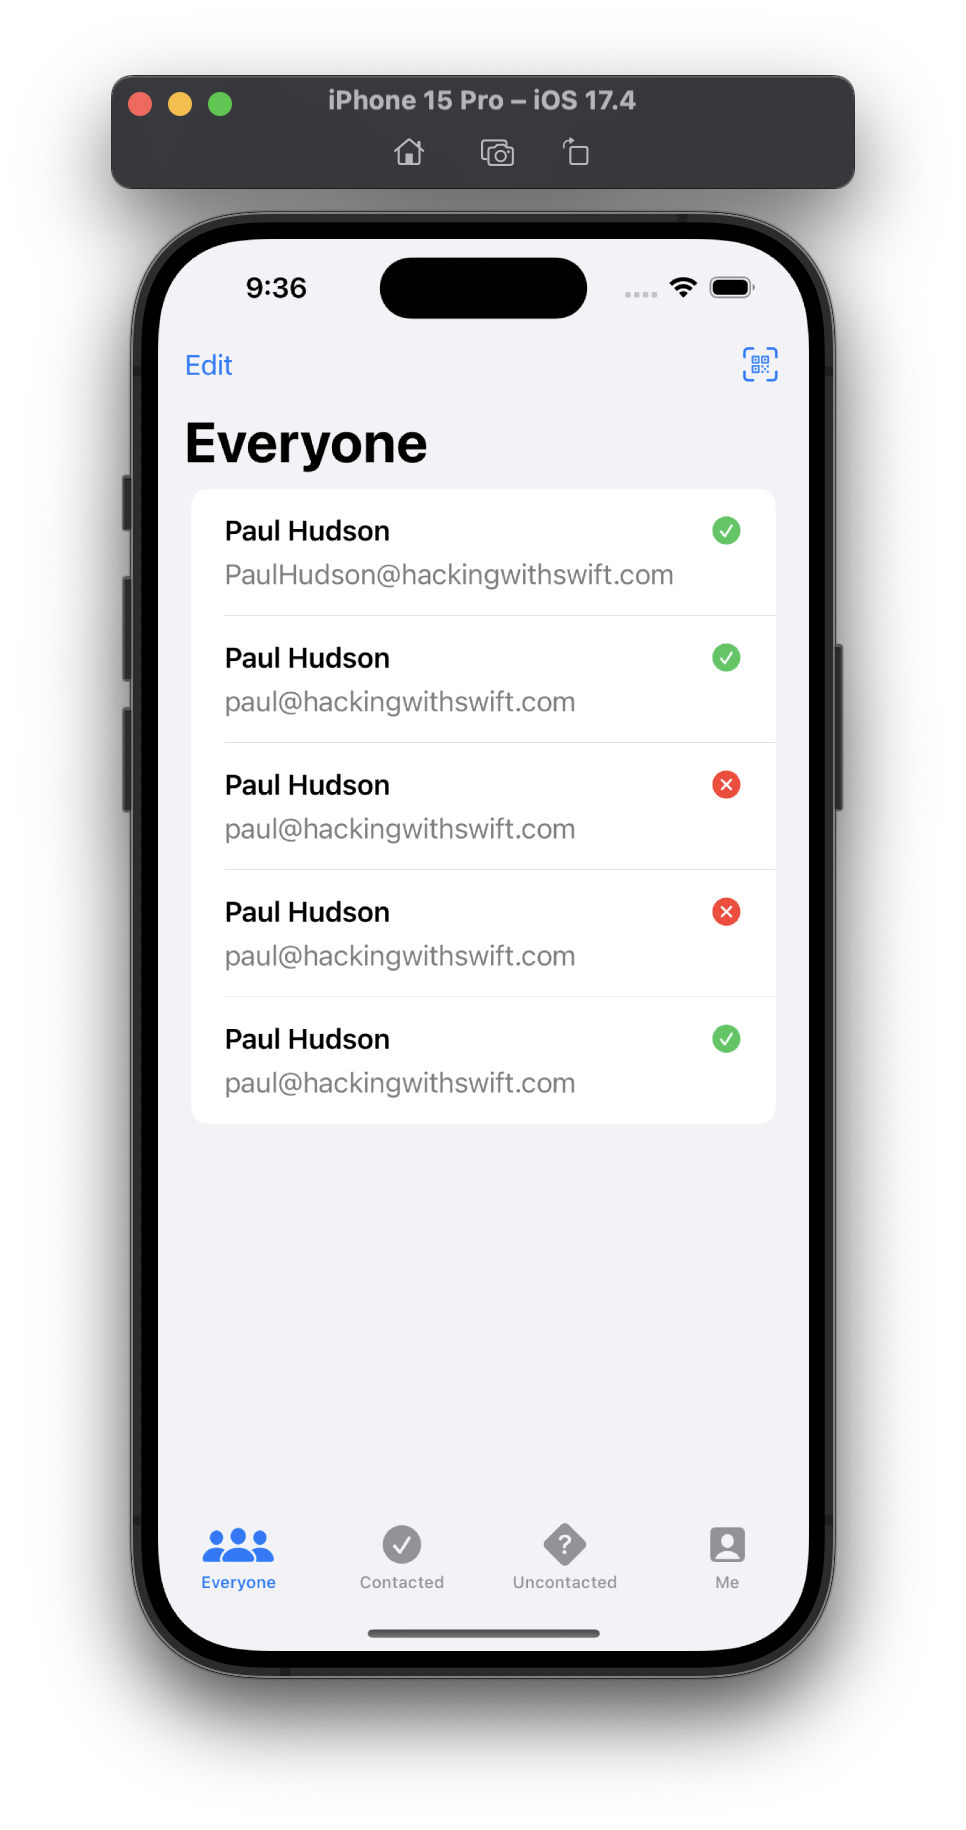 iPhone 15 Pro – iOS 17.4
9:36
Edit
Everyone
Paul Hudson
PaulHudson@hackingwithswift.com
Paul Hudson
paul@hackingwithswift.com
Paul Hudson
paul@hackingwithswift.com
Paul Hudson
paul@hackingwithswift.com
Paul Hudson
paul@hackingwithswift.com
Everyone
Contacted
Uncontacted
Me